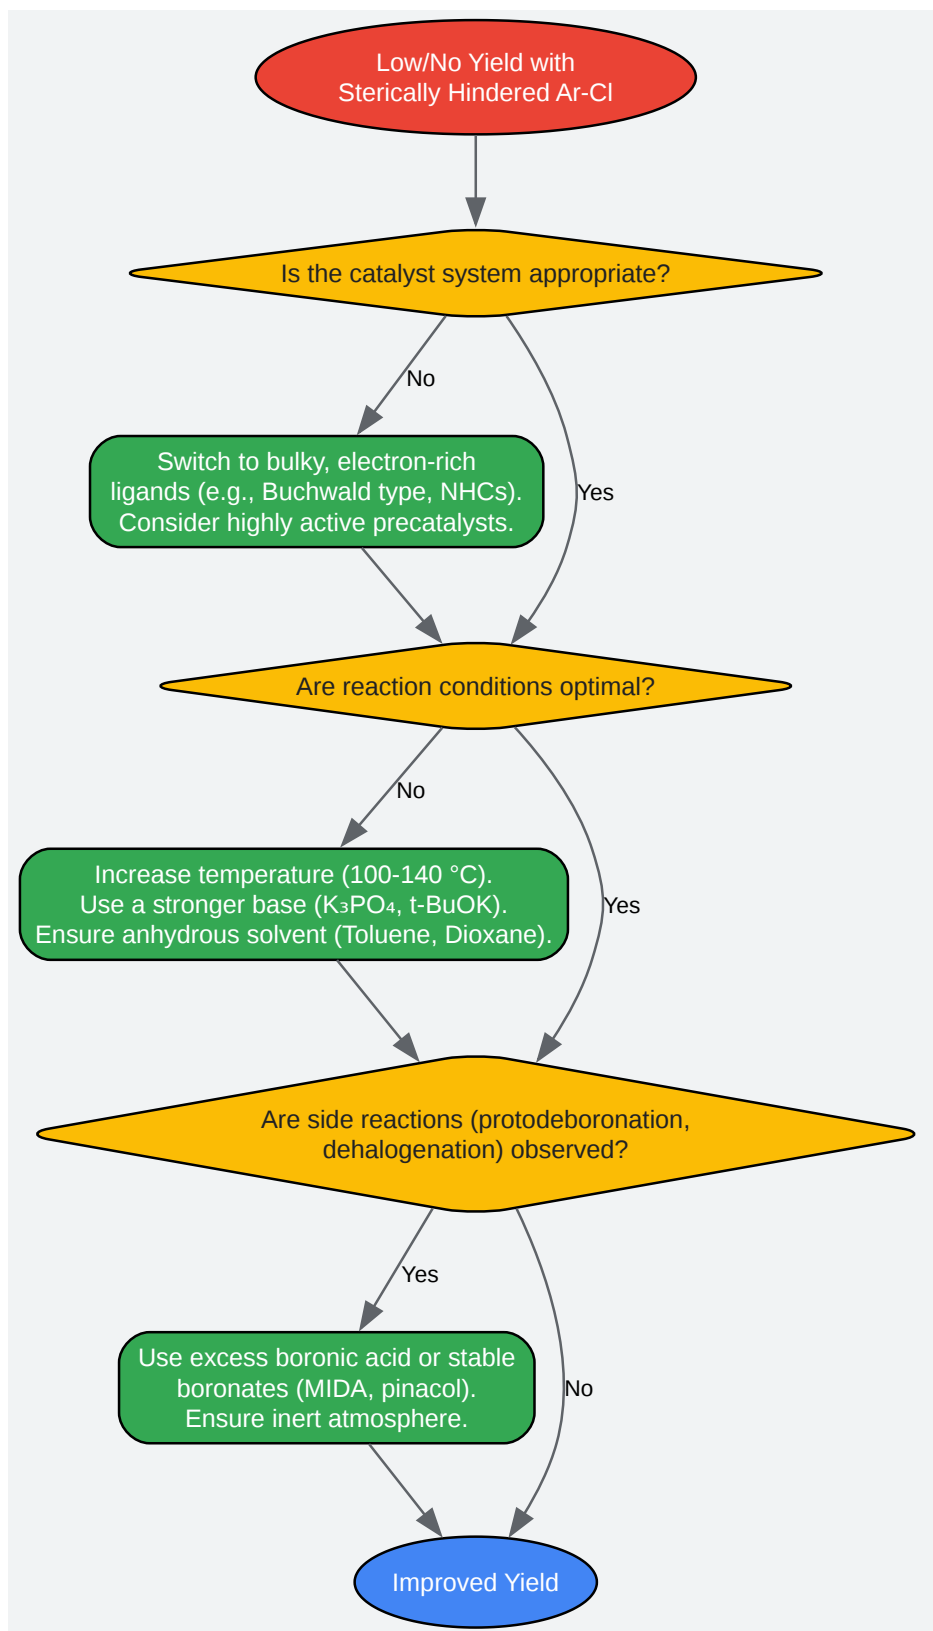 Low/No Yield with
Sterically Hindered Ar-Cl
Is the catalyst system appropriate?
No
Switch to bulky, electron-rich
ligands (e.g., Buchwald type, NHCs).
Consider highly active precatalysts.
Yes
Are reaction conditions optimal?
No
Increase temperature (100-140 °C).
Use a stronger base (K₃PO₄, t-BuOK).
Ensure anhydrous solvent (Toluene, Dioxane).
Yes
Are side reactions (protodeboronation,
dehalogenation) observed?
Yes
Use excess boronic acid or stable
boronates (MIDA, pinacol).
Ensure inert atmosphere.
No
Improved Yield